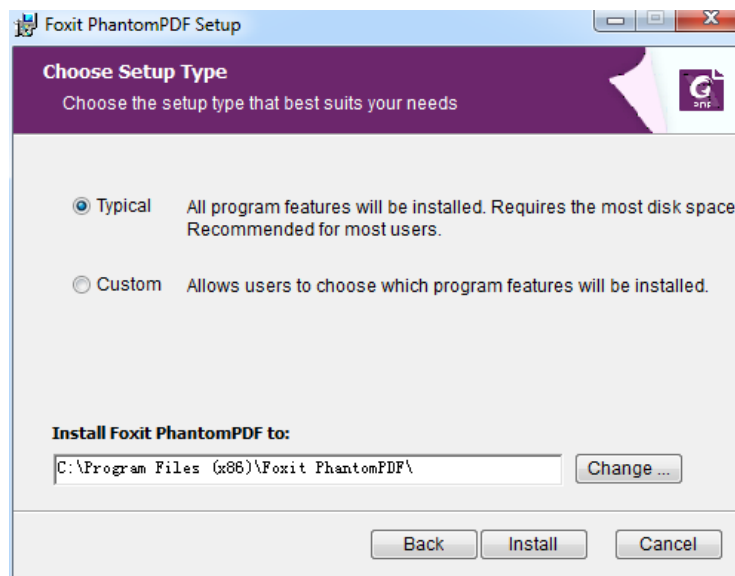 Foxit PhantomPDF Setup
Choose Setup Type
Choose the setup type that best suits your needs
G
PDF
Typical
All program features will be installed. Requires the most disk space
Recommended for most users.
Custom
Allows users to choose which program features will be installed.
Install Foxit PhantomPDF to:
C:\Program Files (x86)\Foxit PhantomPDF\
Change ...
Back
Install
Cancel